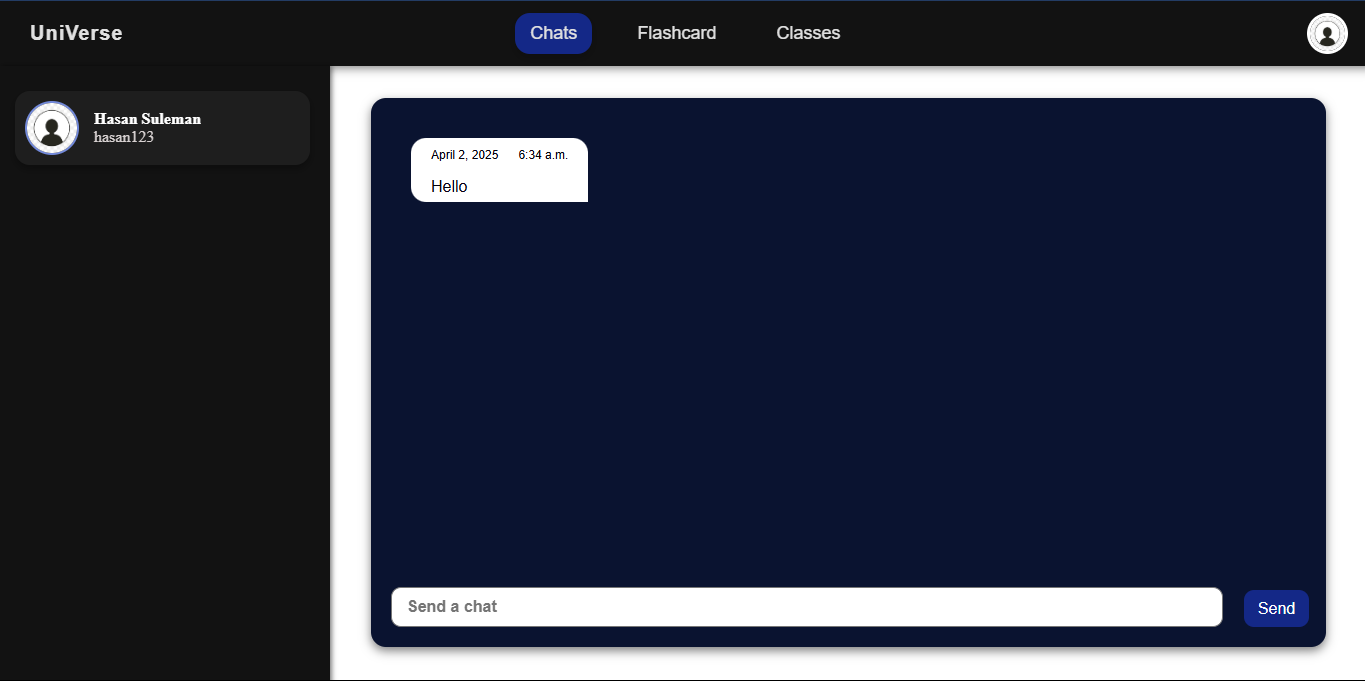 UniVerse
Chats Flashcard Classes
Hasan Suleman
hasan123
April 2, 2025 6:34 a.m.
Hello
Send a chat
Send